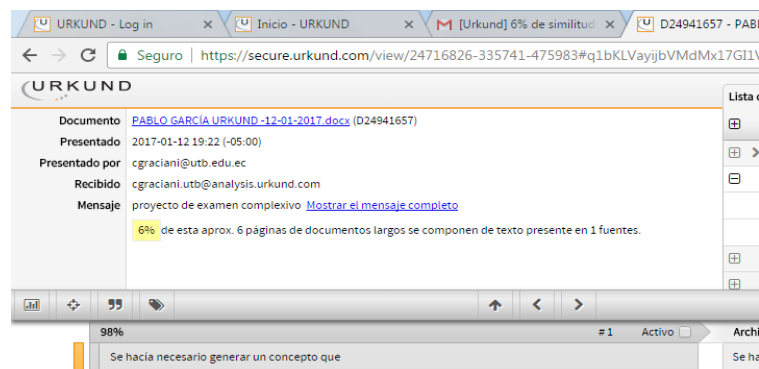 URKUND - Log in
Inicio - URKUND
[Urkund] 6% de similitud
D24941657 - PAB
Seguro | https://secure.urkund.com/view/24716826-335741-475983#q1bKLVayijbVMdMx17GI1V
URKUND
Lista
Documento PABLO GARCÍA URKUND -12-01-2017.docx (D24941657)
Presentado 2017-01-12 19:22 (-05:00)
Presentado por cgraciani@utb.edu.ec
Recibido cgraciani.utb@analysis.urkund.com
Mensaje proyecto de examen complexivo Mostrar el mensaje completo
6% de esta aprox. 6 páginas de documentos largos se componen de texto presente en 1 fuentes.
98% #1 Activo Archi
Se hacía necesario generar un concepto que Se ha